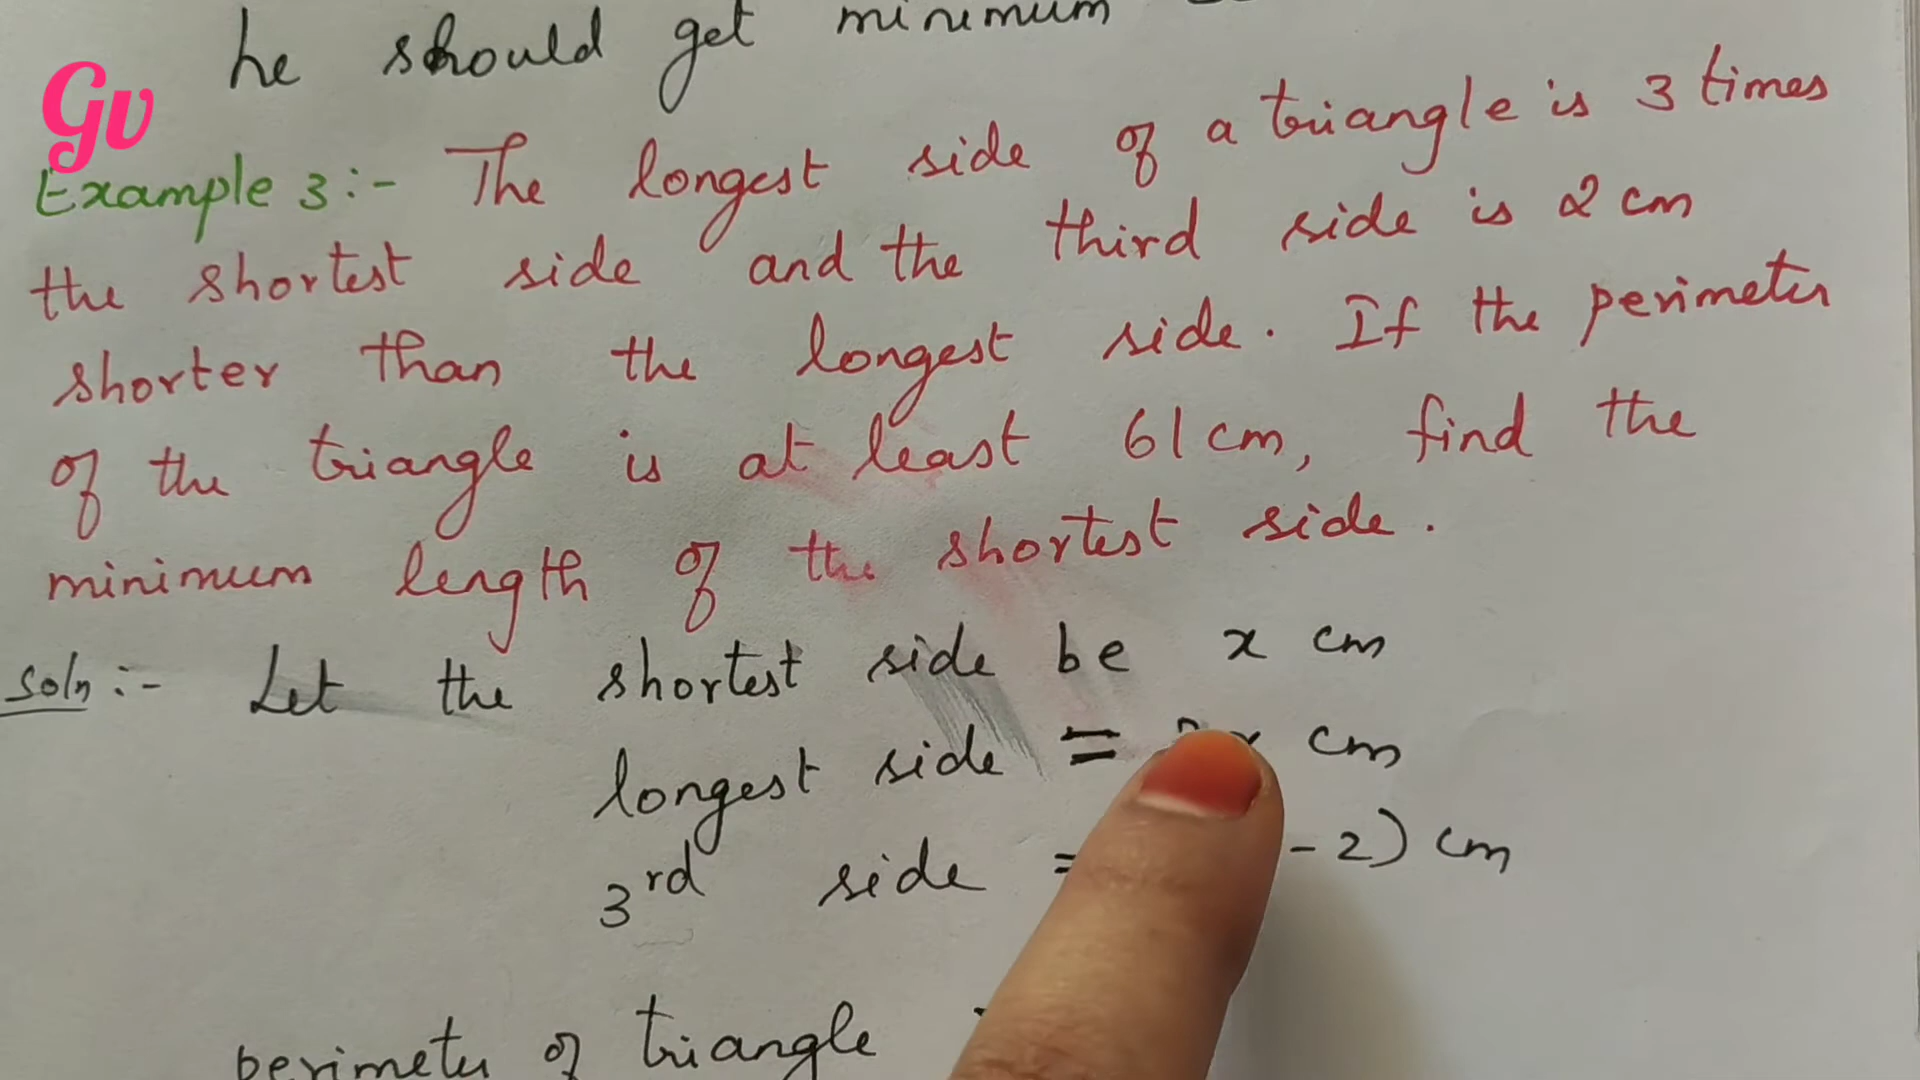 he should get minimum
Gv
Example 3:- The longest side of a triangle is 3 times
the shortest side and the third side is 2 cm
shorter than the longest side. If the perimeter
of the triangle is at least 61 cm, find the
minimum length of the shortest side.
Soln:- Let the shortest side be x cm
longest side = cm
3rd side = -2) cm
perimeter of triangle